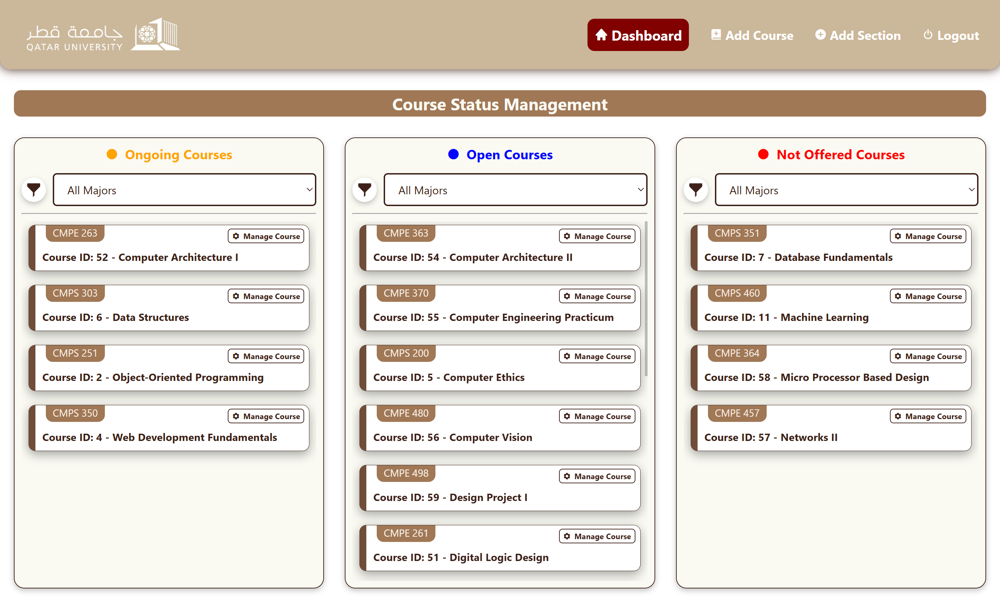 جامعة قطر
QATAR UNIVERSITY
Dashboard
Add Course
Add Section
Logout
Course Status Management
Ongoing Courses
All Majors
CMPE 263
Manage Course
Course ID: 52 - Computer Architecture I
CMPS 303
Manage Course
Course ID: 6 - Data Structures
CMPS 251
Manage Course
Course ID: 2 - Object-Oriented Programming
CMPS 350
Manage Course
Course ID: 4 - Web Development Fundamentals
Open Courses
All Majors
CMPE 363
Manage Course
Course ID: 54 - Computer Architecture II
CMPE 370
Manage Course
Course ID: 55 - Computer Engineering Practicum
CMPS 200
Manage Course
Course ID: 5 - Computer Ethics
CMPE 480
Manage Course
Course ID: 56 - Computer Vision
CMPE 498
Manage Course
Course ID: 59 - Design Project I
CMPE 261
Manage Course
Course ID: 51 - Digital Logic Design
Not Offered Courses
All Majors
CMPS 351
Manage Course
Course ID: 7 - Database Fundamentals
CMPS 460
Manage Course
Course ID: 11 - Machine Learning
CMPE 364
Manage Course
Course ID: 58 - Micro Processor Based Design
CMPE 457
Manage Course
Course ID: 57 - Networks II